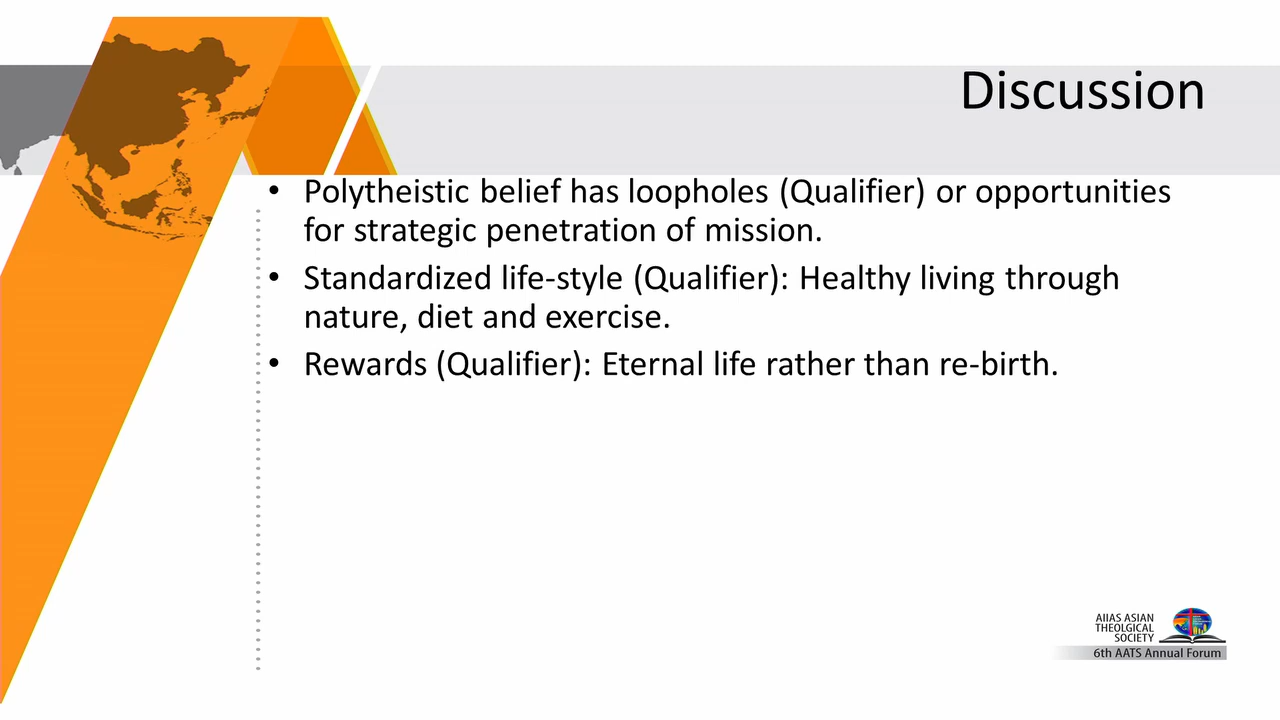 Discussion
• Polytheistic belief has loopholes (Qualifier) or opportunities
for strategic penetration of mission.
• Standardized life-style (Qualifier): Healthy living through
nature, diet and exercise.
• Rewards (Qualifier): Eternal life rather than re-birth.
AIIAS ASIAN
THEOLGICAL
SOCIETY
6th AATS Annual Forum